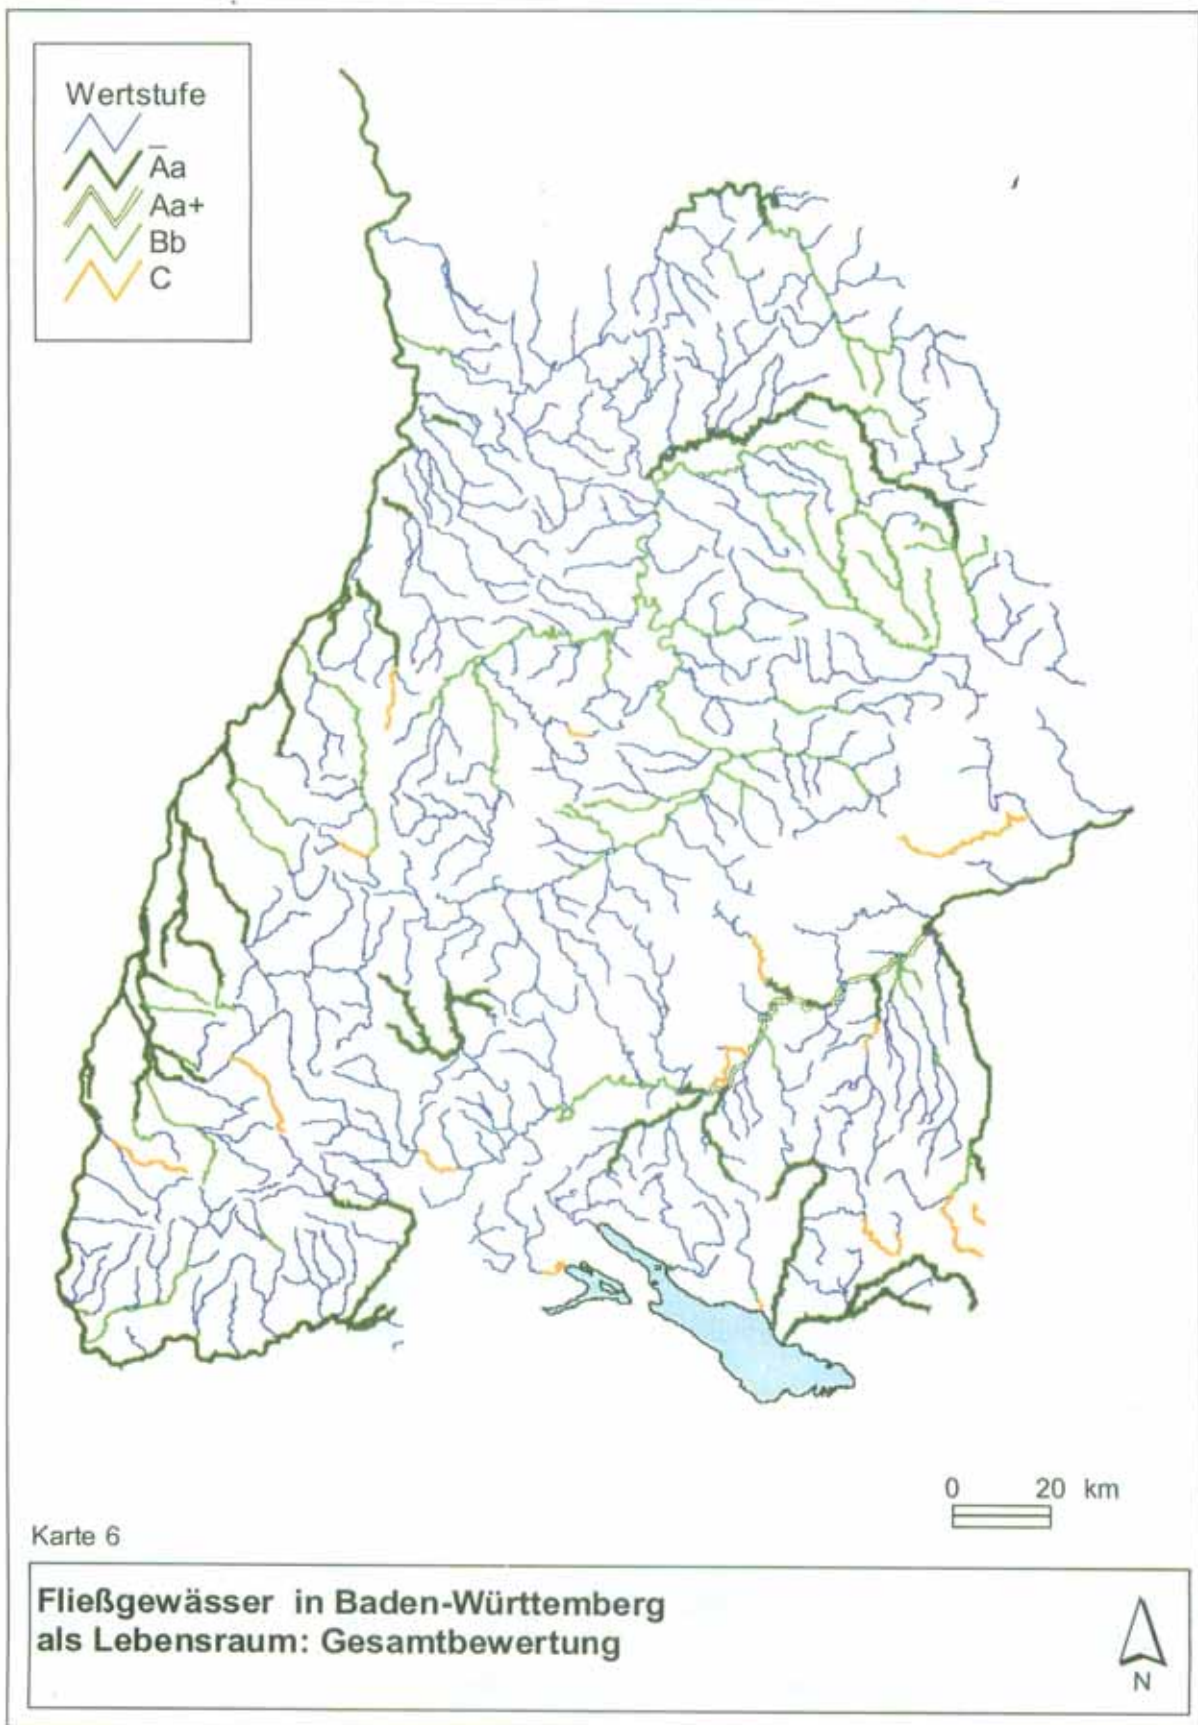 Wertstufe
–
Aa
Aa+
Bb
C
0 20 km
Karte 6
Fließgewässer in Baden-Württemberg
als Lebensraum: Gesamtbewertung
N